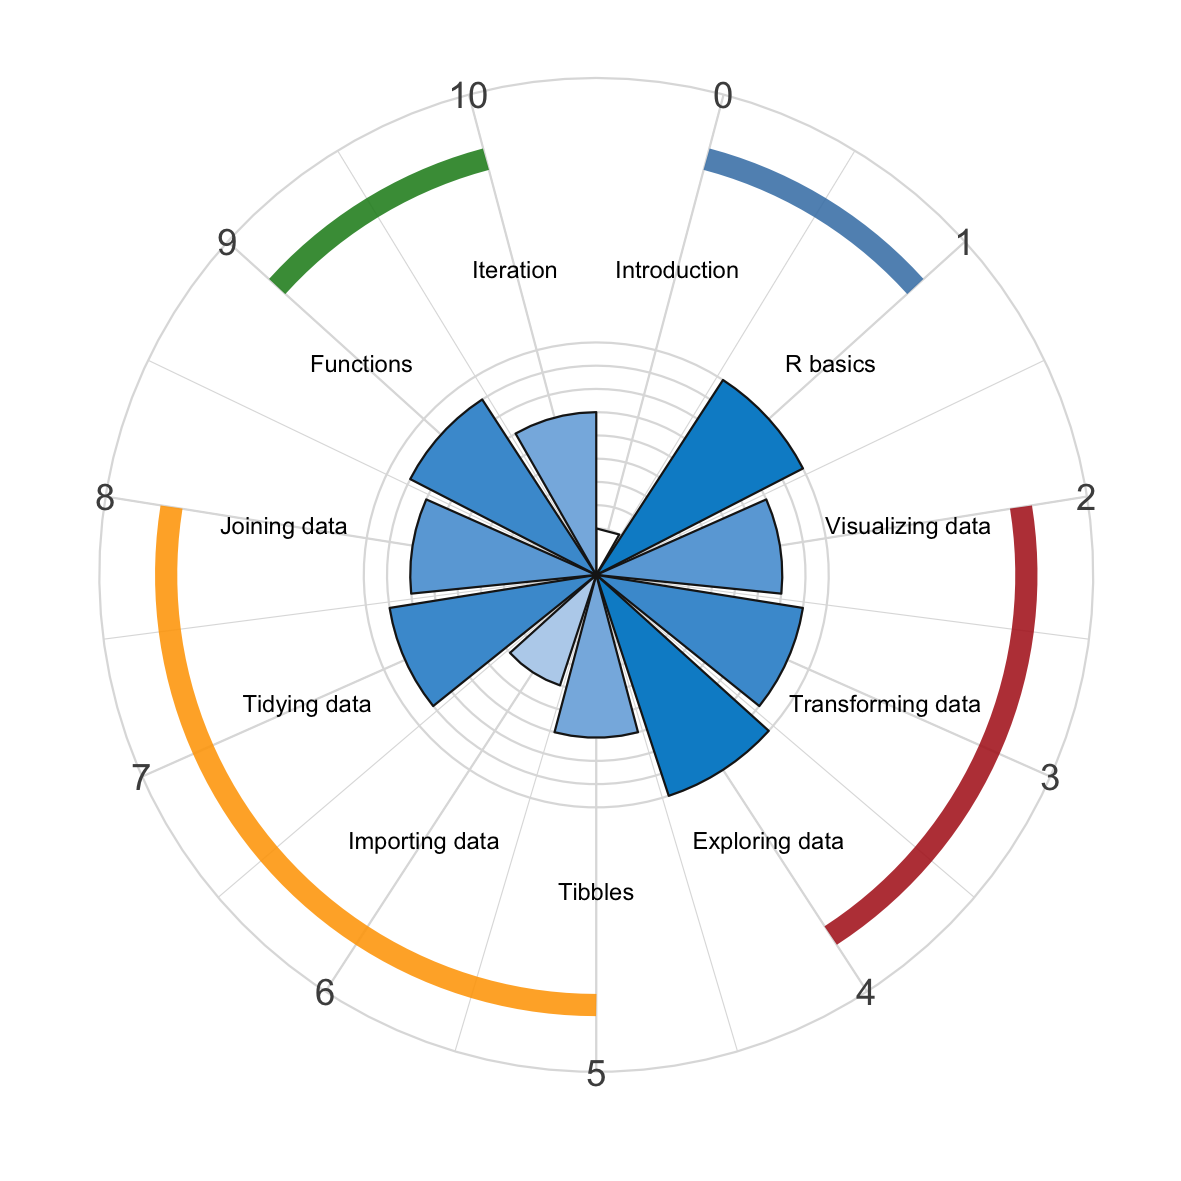 10
0
9
1
Iteration
Introduction
Functions
R basics
8
2
Joining data
Visualizing data
Tidying data
Transforming data
7
3
Importing data
Exploring data
Tibbles
6
4
5